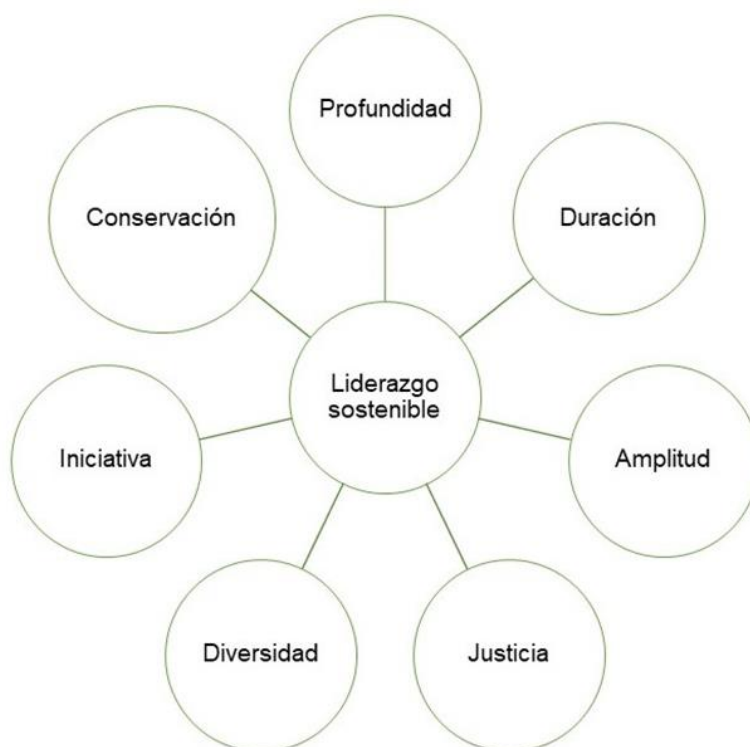 Profundidad
Conservación
Duración
Liderazgo
sostenible
Iniciativa
Amplitud
Diversidad
Justicia